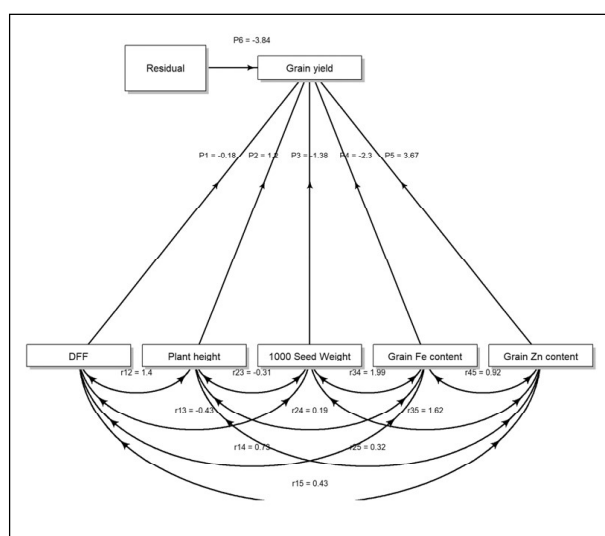 P6 = -3.84
Residual
Grain yield
P1 = -0.18
P2 = 1.2
P3 = -1.38
P4 = -2.3
P5 = 3.67
DFF
Plant height
1000 Seed Weight
Grain Fe content
Grain Zn content
r12 = 1.4
r23 = -0.31
r34 = 1.99
r45 = 0.92
r13 = -0.43
r24 = 0.19
r35 = 1.62
r14 = 0.73
r25 = 0.32
r15 = 0.43